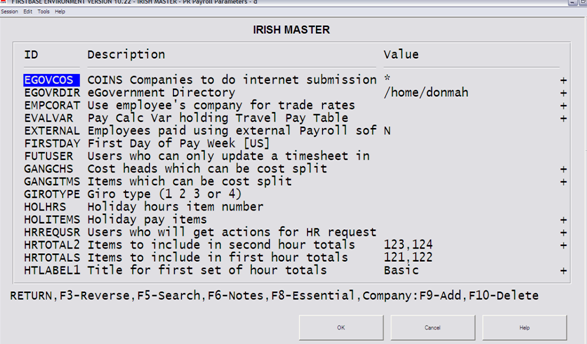 FIRSTBASE ENVIRONMENT VERSION 10.22 - IRISH MASTER - PR Payroll Parameters - d
Session Edit Tools Help
IRISH MASTER
ID Description Value
EGOVCOS COINS Companies to do internet submission * +
EGOVRDIR eGovernment Directory /home/donmah +
EMPCORAT Use employee's company for trade rates +
EVALVAR Pay Calc Var holding Travel Pay Table +
EXTERNAL Employees paid using external Payroll sof N
FIRSTDAY First Day of Pay Week [US]
FUTUSER Users who can only update a timesheet in
GANGCHS Cost heads which can be cost split +
GANGITMS Items which can be cost split +
GIROTYPE Giro type (1 2 3 or 4)
HOLHRS Holiday hours item number
HOLITEMS Holiday pay items +
HRREQUSR Users who will get actions for HR request +
HRTOTAL2 Items to include in second hour totals 123,124 +
HRTOTALS Items to include in first hour totals 121,122
HTLABEL1 Title for first set of hour totals Basic +
RETURN,F3-Reverse,F5-Search,F6-Notes,F8-Essential,Company:F9-Add,F10-Delete
OK Cancel Help